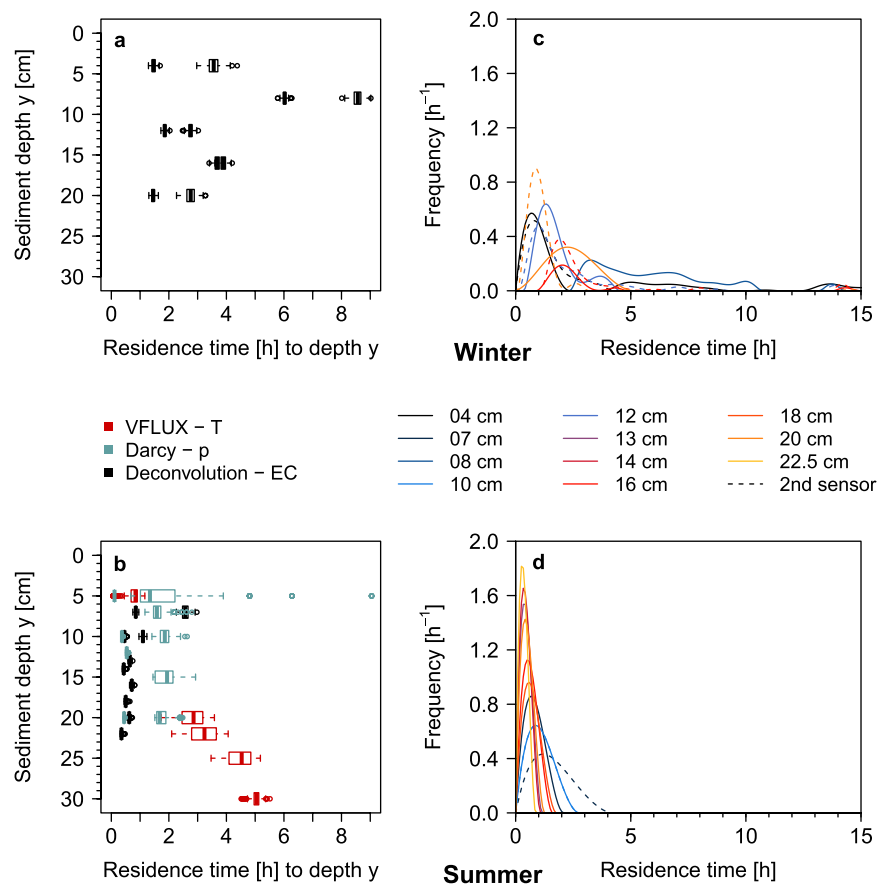 a
0
5
10
15
20
25
30
Sediment depth y [cm]
0 2 4 6 8
Residence time [h] to depth y
c
2.0
1.6
1.2
0.8
0.4
0.0
Frequency [h⁻¹]
0 5 10 15
Residence time [h]
Winter
VFLUX − T
Darcy − p
Deconvolution − EC
04 cm
07 cm
08 cm
10 cm
12 cm
13 cm
14 cm
16 cm
18 cm
20 cm
22.5 cm
2nd sensor
b
0
5
10
15
20
25
30
Sediment depth y [cm]
0 2 4 6 8
Residence time [h] to depth y
d
2.0
1.6
1.2
0.8
0.4
0.0
Frequency [h⁻¹]
0 5 10 15
Residence time [h]
Summer